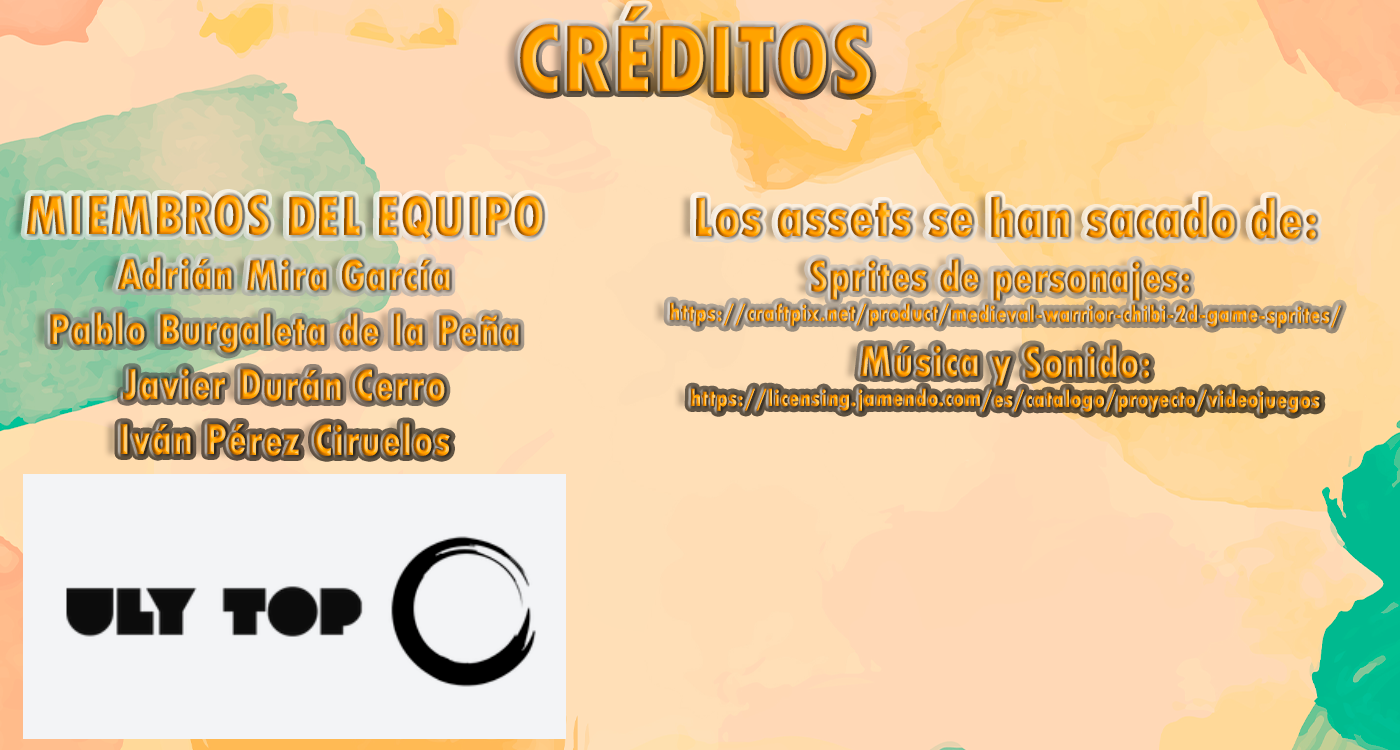 CRÉDITOS
MIEMBROS DEL EQUIPO
Adrián Mira García
Pablo Burgaleta de la Peña
Javier Durán Cerro
Iván Pérez Ciruelos
ULY TOP
Los assets se han sacado de:
Sprites de personajes:
https://craftpix.net/product/medieval-warrior-chibi-2d-game-sprites/
Música y Sonido:
https://licensing.jamendo.com/es/catalogo/proyecto/videojuegos